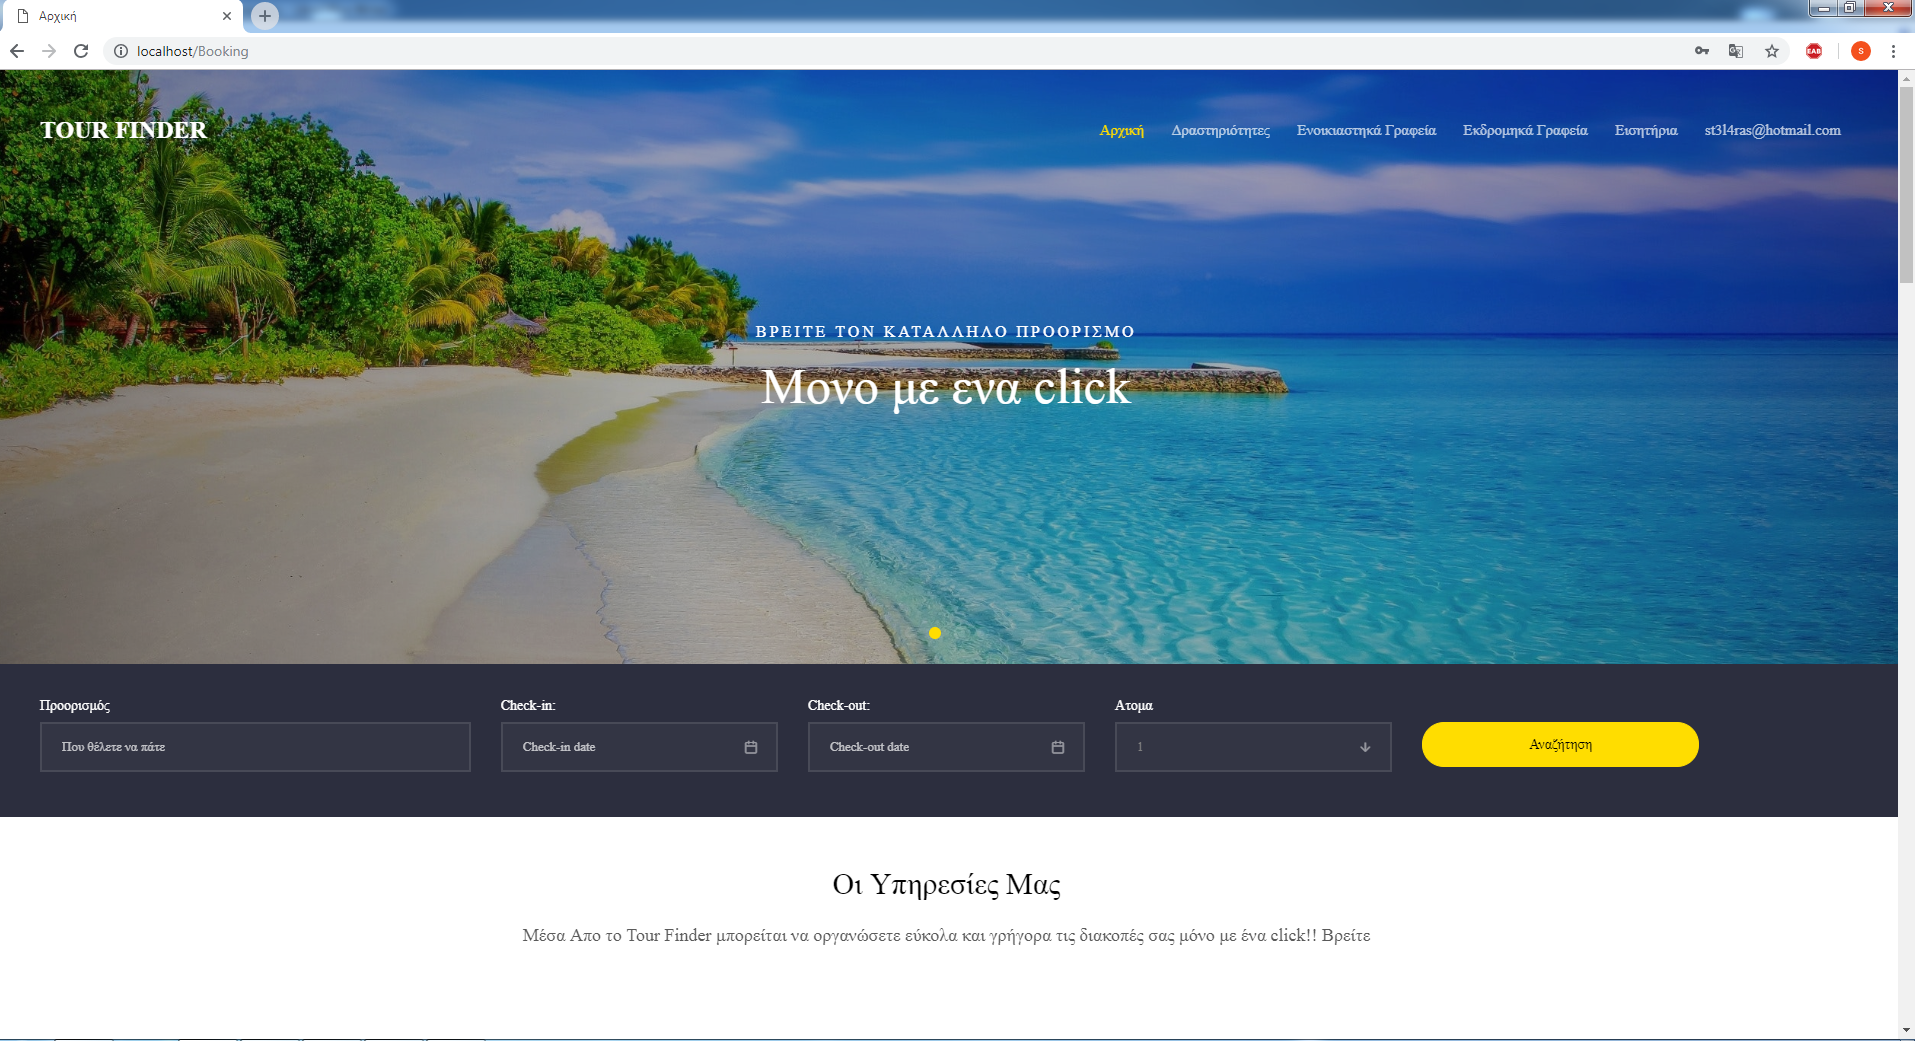 Αρχική
localhost/Booking
EAB
S
TOUR FINDER
Αρχική Δραστηριότητες Ενοικιαστηκά Γραφεία Εκδρομηκά Γραφεία Εισητήρια st3l4ras@hotmail.com
ΒΡΕΙΤΕ ΤΟΝ ΚΑΤΑΛΛΗΛΟ ΠΡΟΟΡΙΣΜΟ
Μονο με ενα click
Προορισμός Check-in: Check-out: Ατομα
Που θέλετε να πάτε Check-in date Check-out date 1 Αναζήτηση
Οι Υπηρεσίες Μας
Μέσα Απο το Tour Finder μπορείται να οργανώσετε εύκολα και γρήγορα τις διακοπές σας μόνο με ένα click!! Βρείτε